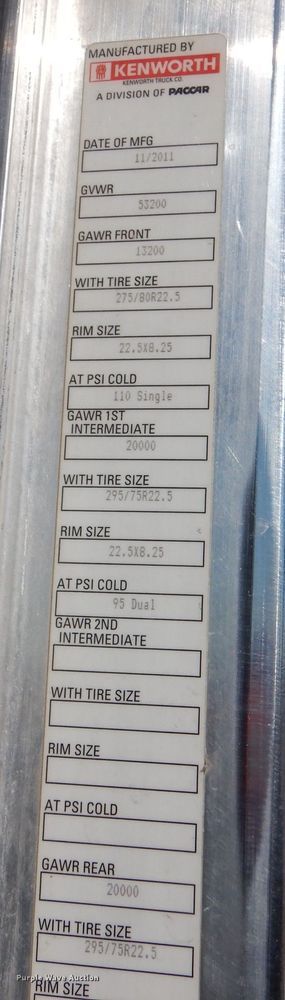 MANUFACTURED BY
KENWORTH
KENWORTH TRUCK CO.
A DIVISION OF PACCAR
DATE OF MFG
11/2011
GVWR
53200
GAWR FRONT
13200
WITH TIRE SIZE
275/80R22.5
RIM SIZE
22.5X8.25
AT PSI COLD
110 Single
GAWR 1ST
INTERMEDIATE
20000
WITH TIRE SIZE
295/75R22.5
RIM SIZE
22.5X8.25
AT PSI COLD
95 Dual
GAWR 2ND
INTERMEDIATE
WITH TIRE SIZE
RIM SIZE
AT PSI COLD
GAWR REAR
20000
WITH TIRE SIZE
295/75R22.5
Purple Wave Auction
RIM SIZE